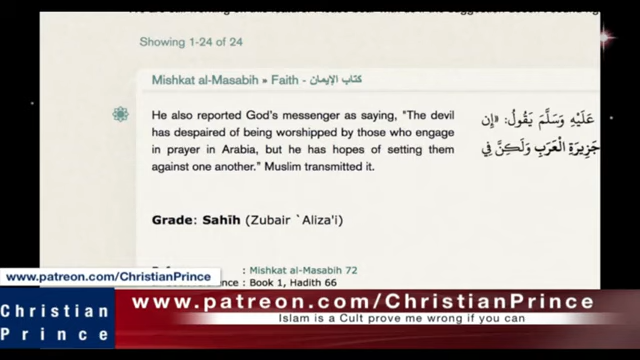 Showing 1-24 of 24
Mishkat al-Masabih » Faith - كتاب الإيمان
He also reported God's messenger as saying, "The devil
has despaired of being worshipped by those who engage
in prayer in Arabia, but he has hopes of setting them
against one another." Muslim transmitted it.
عَلَيْهِ وَسَلَّمَ يَقُولُ: «إِن
جَزِيرَةِ الْعَرَبِ وَلَكِنَّ فِي
Grade: Sahīh (Zubair `Aliza'i)
: Mishkat al-Masabih 72
: Book 1, Hadith 66
www.patreon.com/ChristianPrince
Christian
Prince
www.patreon.com/ChristianPrince
Islam is a Cult prove me wrong if you can